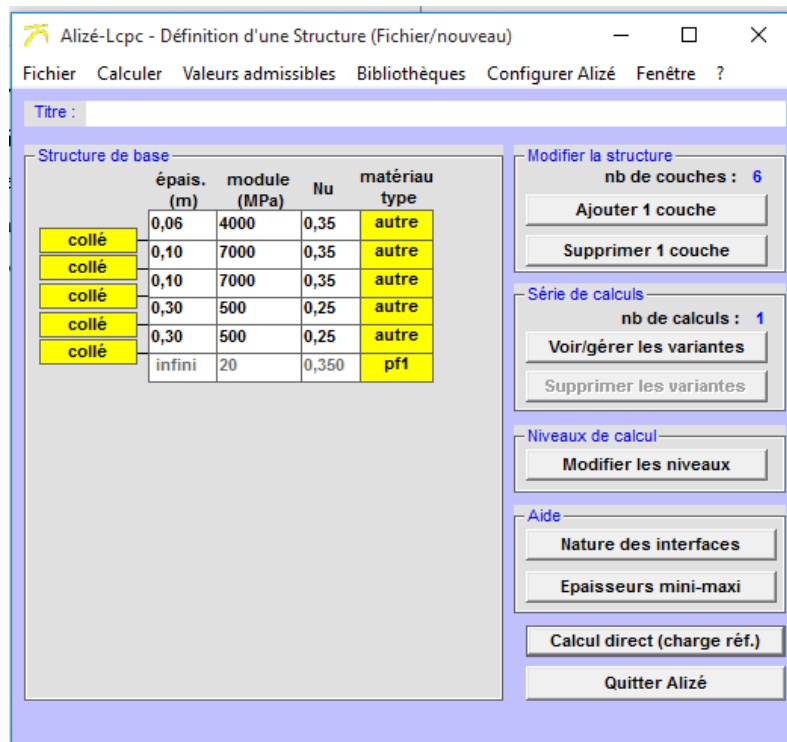 Alizé-Lcpc - Définition d'une Structure (Fichier/nouveau)
Fichier Calculer Valeurs admissibles Bibliothèques Configurer Alizé Fenêtre ?
Titre :
Structure de base
épais. (m) module (MPa) Nu matériau type
0,06 4000 0,35 autre
collé
0,10 7000 0,35 autre
collé
0,10 7000 0,35 autre
collé
0,30 500 0,25 autre
collé
0,30 500 0,25 autre
collé
infini 20 0,350 pf1
Modifier la structure
nb de couches : 6
Ajouter 1 couche
Supprimer 1 couche
Série de calculs
nb de calculs : 1
Voir/gérer les variantes
Supprimer les variantes
Niveaux de calcul
Modifier les niveaux
Aide
Nature des interfaces
Epaisseurs mini-maxi
Calcul direct (charge réf.)
Quitter Alizé